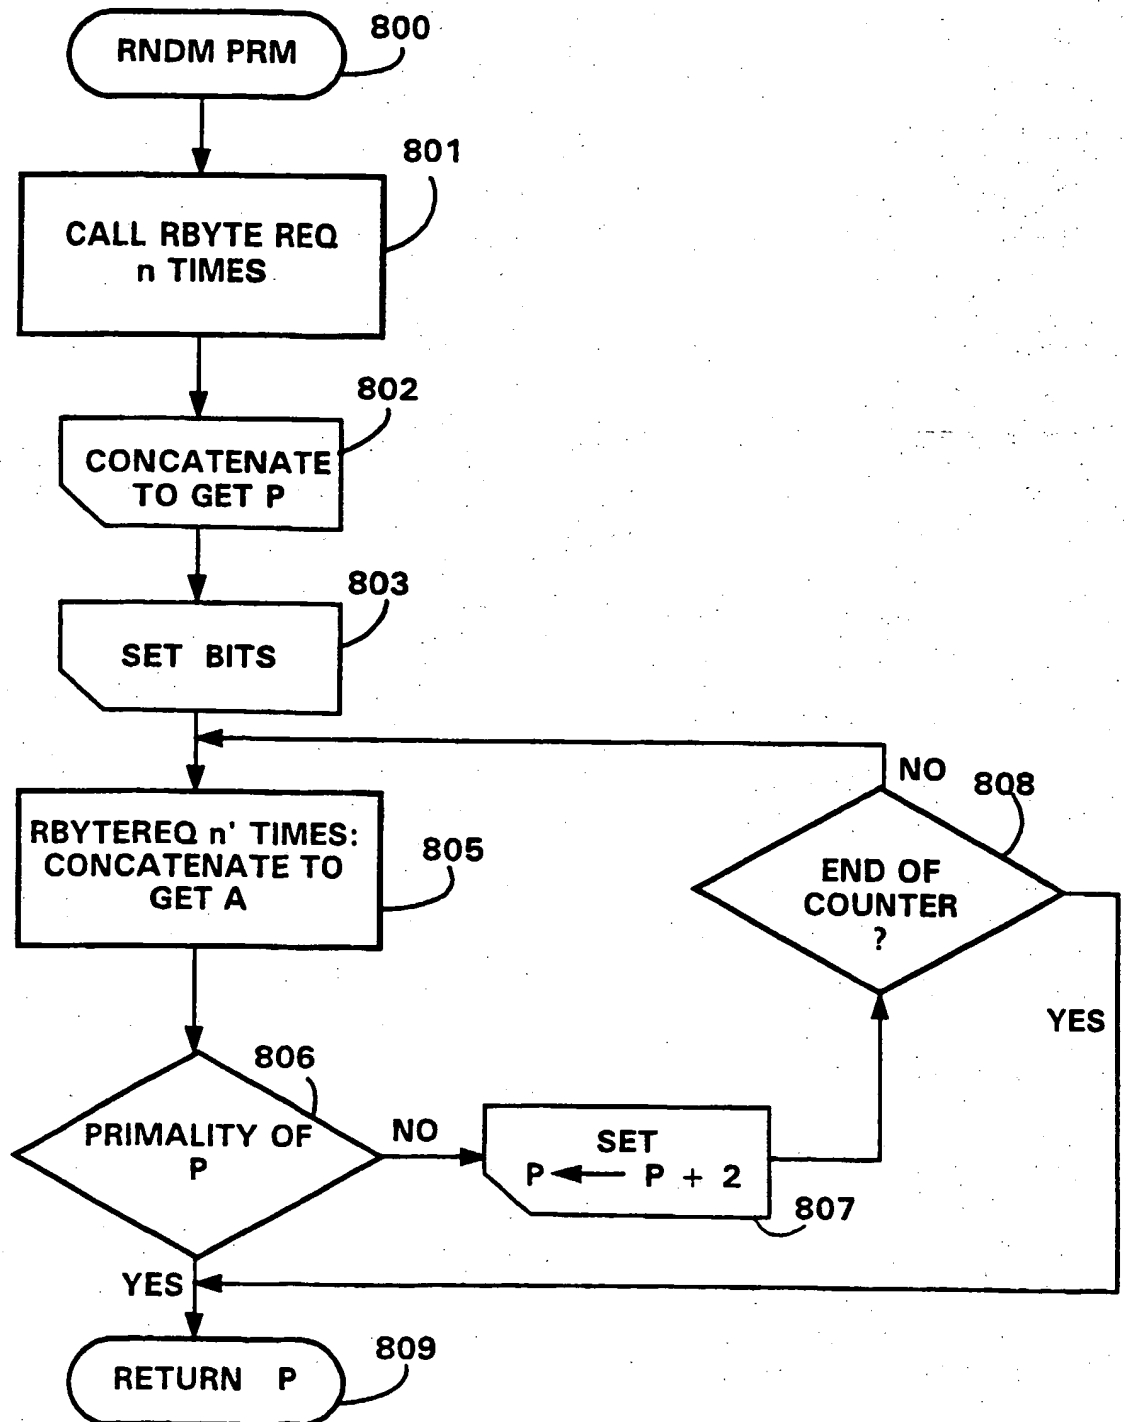 RNDM PRM
800
801
CALL RBYTE REQ
n TIMES
802
CONCATENATE
TO GET P
803
SET BITS
NO
808
RBYTEREQ n' TIMES:
CONCATENATE TO
GET A
805
END OF
COUNTER
?
YES
806
PRIMALITY OF
P
NO
SET
P ← P + 2
807
YES
RETURN P
809